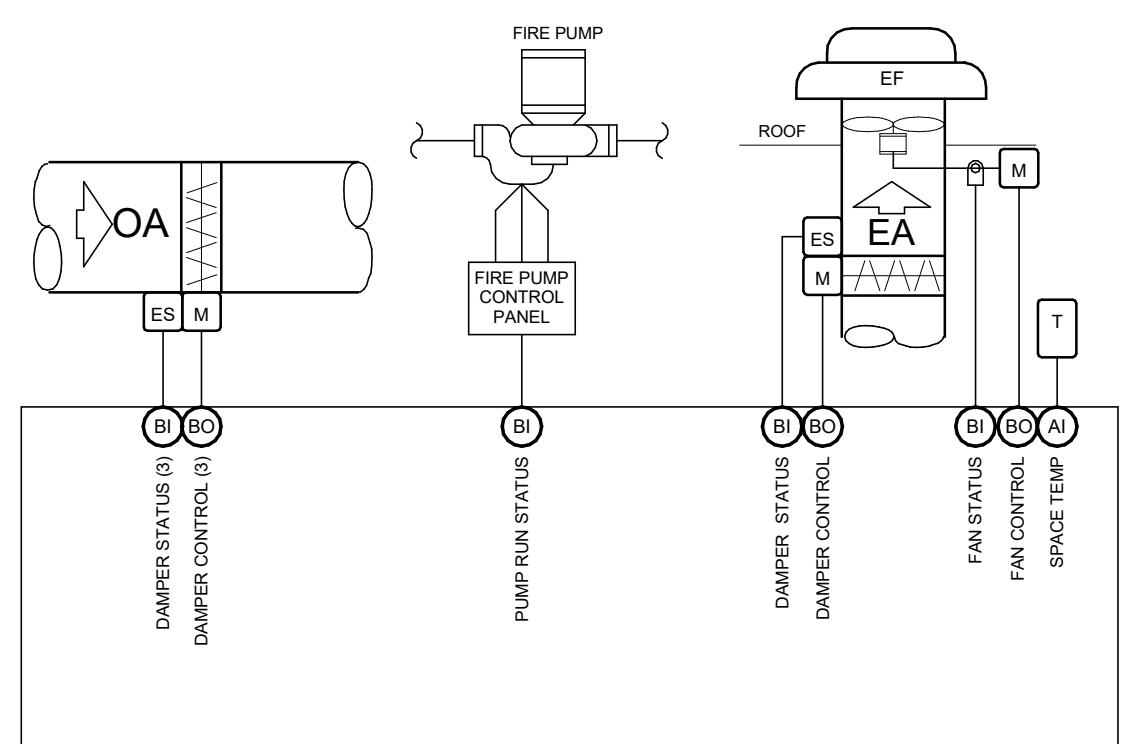 FIRE PUMP
EF
ROOF
M
OA
EA
ES
M
FIRE PUMP
CONTROL
PANEL
ES
M
T
BI
BO
BI
BI
BO
BI
BO
AI
DAMPER STATUS (3)
DAMPER CONTROL (3)
PUMP RUN STATUS
DAMPER STATUS
DAMPER CONTROL
FAN STATUS
FAN CONTROL
SPACE TEMP